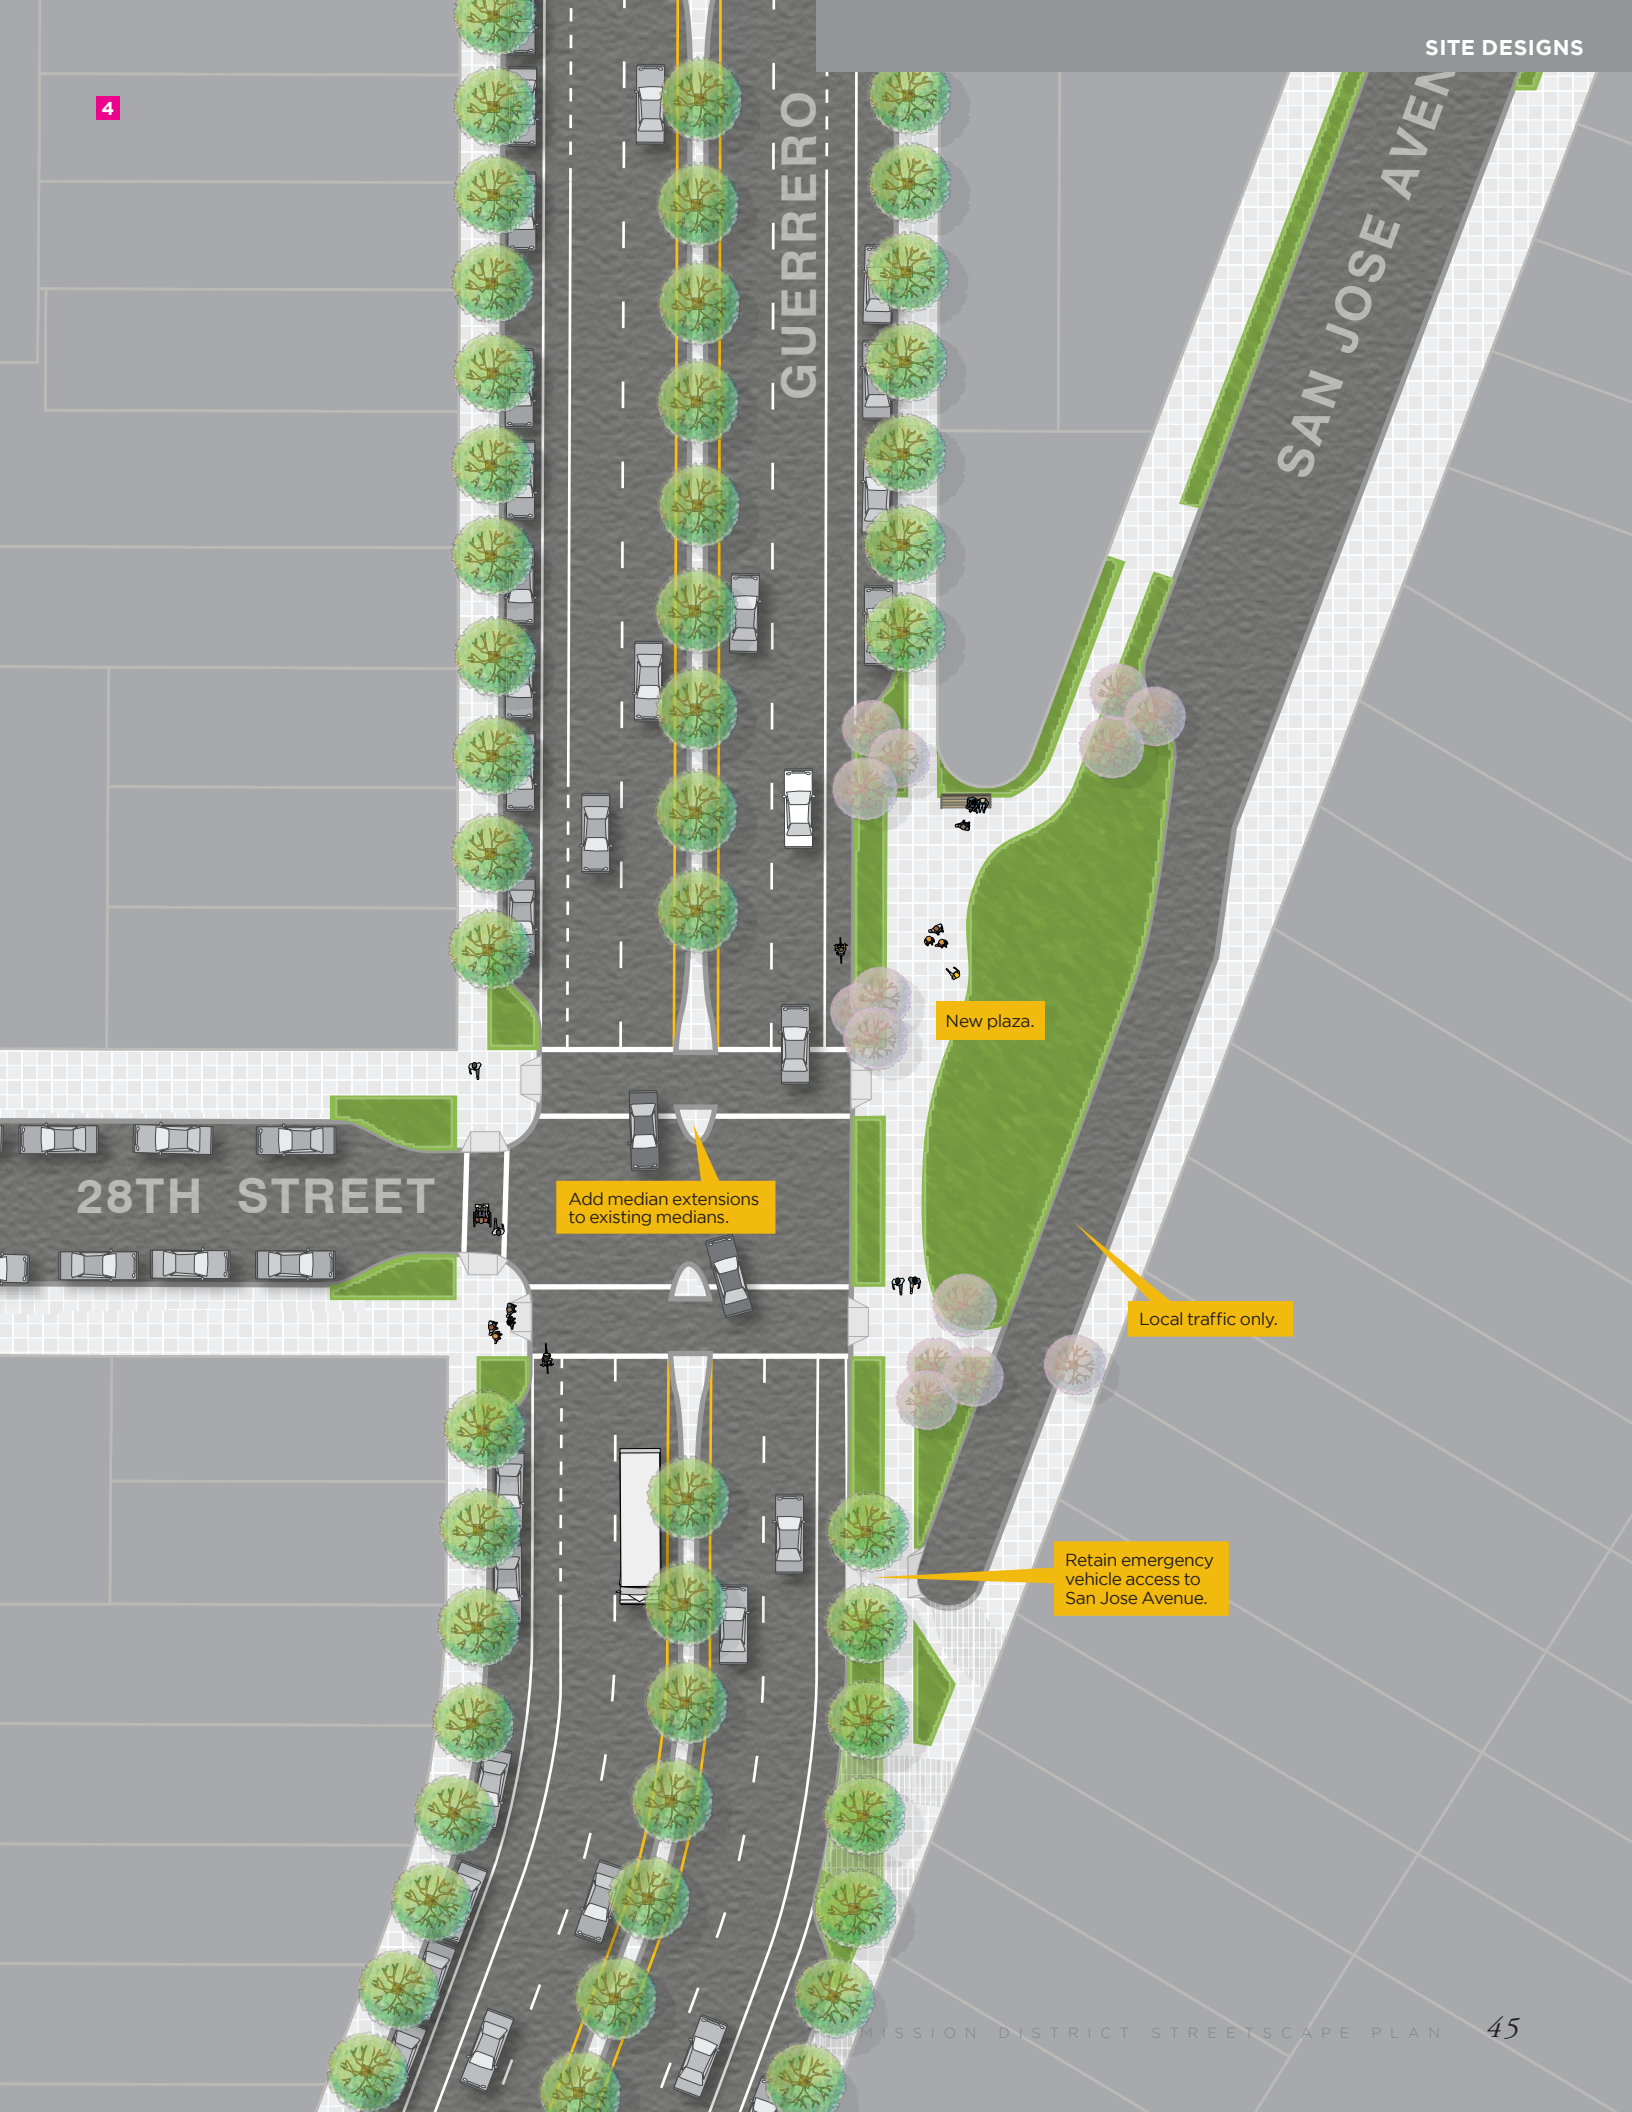 SITE DESIGNS
4
GUERRERO
SAN JOSE AVEN
New plaza.
28TH STREET
Add median extensions
to existing medians.
Local traffic only.
Retain emergency
vehicle access to
San Jose Avenue.
MISSION DISTRICT STREETSCAPE PLAN 45